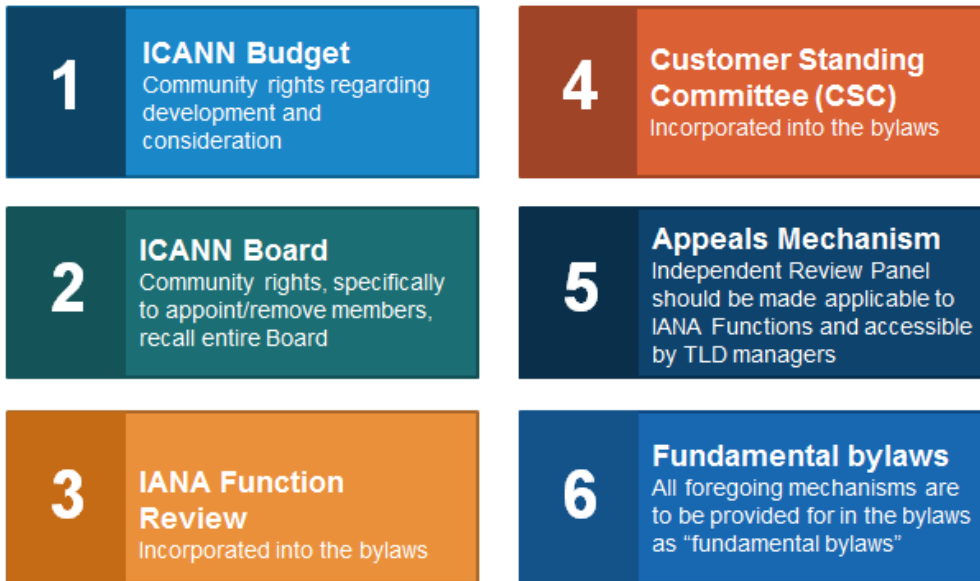 1
ICANN Budget
Community rights regarding
development and
consideration
2
ICANN Board
Community rights, specifically
to appoint/remove members,
recall entire Board
3
IANA Function
Review
Incorporated into the bylaws
4
Customer Standing
Committee (CSC)
Incorporated into the bylaws
5
Appeals Mechanism
Independent Review Panel
should be made applicable to
IANA Functions and accessible
by TLD managers
6
Fundamental bylaws
All foregoing mechanisms are
to be provided for in the bylaws
as “fundamental bylaws”